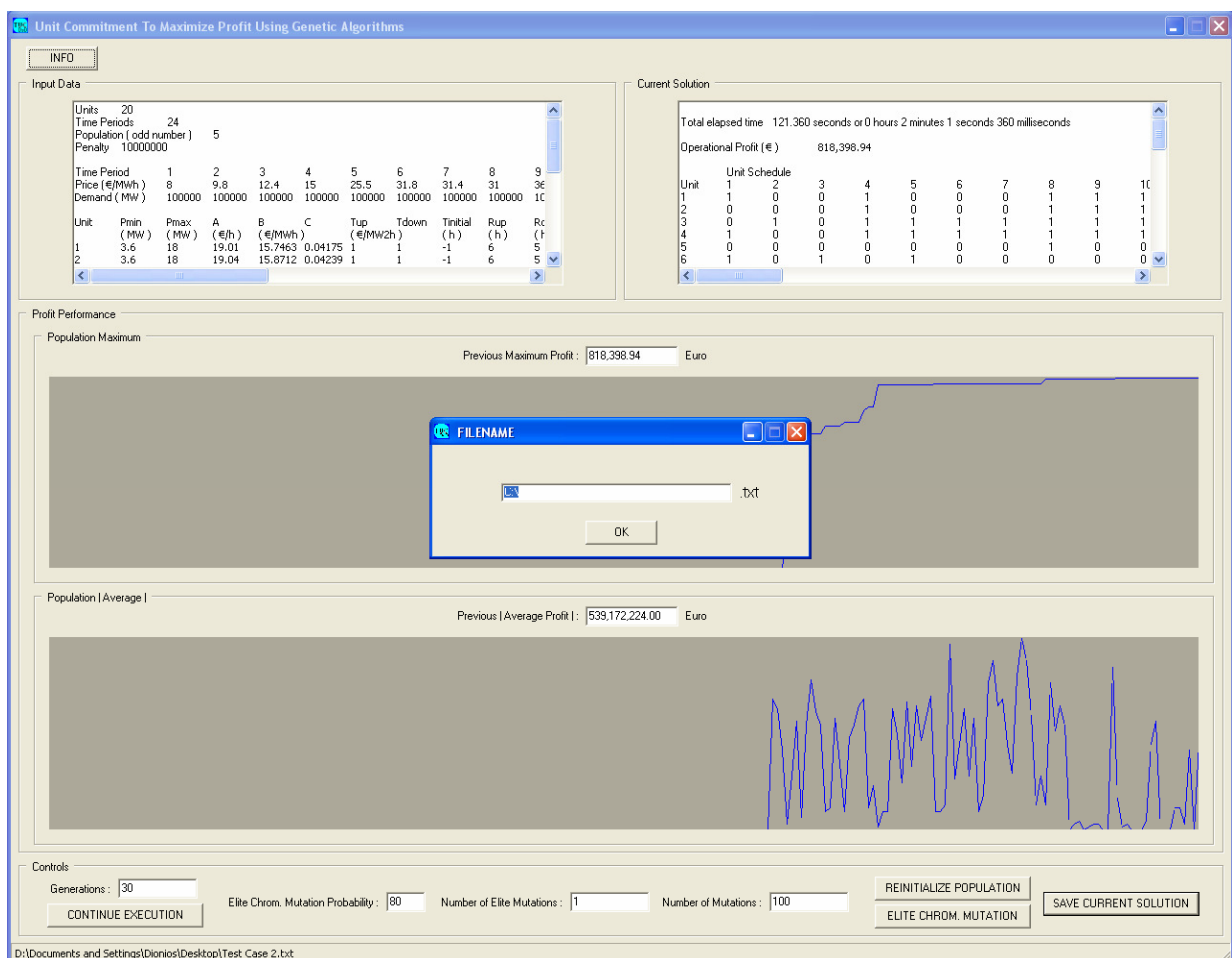 Unit Commitment To Maximize Profit Using Genetic Algorithms
INFO
Input Data
Units 20
Time Periods 24
Population ( odd number ) 5
Penalty 10000000
Time Period 1 2 3 4 5 6 7 8 9
Price (€/MWh ) 8 9.8 12.4 15 25.5 31.8 31.4 31 36
Demand ( MW ) 100000 100000 100000 100000 100000 100000 100000 100000 10
Unit Pmin Pmax A B C Tup Tdown Tinitial Rup
( MW ) ( MW ) ( €/h ) ( €/MWh ) ( €/MW2h ) ( h ) ( h )
1 3.6 18 19.01 15.7463 0.04175 1 1 -1 6 5
2 3.6 18 19.04 15.8712 0.04239 1 1 -1 6 5
Current Solution
Total elapsed time 121.360 seconds or 0 hours 2 minutes 1 seconds 360 milliseconds
Operational Profit ( € ) 818,398.94
Unit Schedule
Unit 1 2 3 4 5 6 7 8 9 10
1 1 0 0 1 0 0 0 1 1 1
2 0 0 0 1 0 0 0 1 1 1
3 0 1 0 1 1 1 1 1 1 1
4 0 0 0 1 1 1 1 1 1 1
5 0 0 0 0 0 0 0 1 0 0
6 1 0 1 0 1 0 0 0 0 0
Profit Performance
Population Maximum
Previous Maximum Profit : 818,398.94 Euro
FILENAME
C:\ .txt
OK
Population | Average |
Previous | Average Profit | : 539,172,224.00 Euro
Controls
Generations : 30
CONTINUE EXECUTION
Elite Chrom. Mutation Probability : 80
Number of Elite Mutations : 1
Number of Mutations : 100
REINITIALIZE POPULATION
ELITE CHROM. MUTATION
SAVE CURRENT SOLUTION
D:\Documents and Settings\Dionios\Desktop\Test Case 2.txt